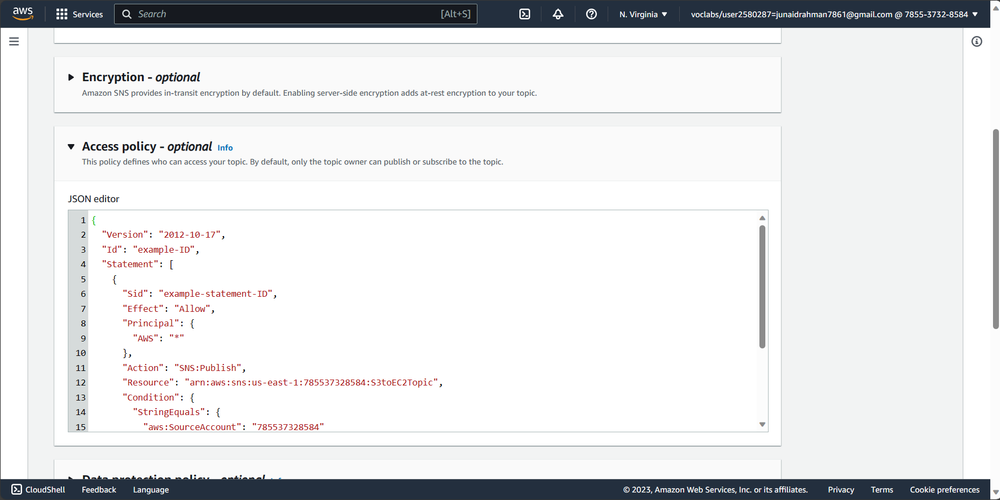 aws
Services
Search
[Alt+S]
N. Virginia
voclabs/user2580287=junaidrahman7861@gmail.com @ 7855-3732-8584
Encryption - optional
Amazon SNS provides in-transit encryption by default. Enabling server-side encryption adds at-rest encryption to your topic.
Access policy - optional Info
This policy defines who can access your topic. By default, only the topic owner can publish or subscribe to the topic.
JSON editor
1 {
2 "Version": "2012-10-17",
3 "Id": "example-ID",
4 "Statement": [
5 {
6 "Sid": "example-statement-ID",
7 "Effect": "Allow",
8 "Principal": {
9 "AWS": "*"
10 },
11 "Action": "SNS:Publish",
12 "Resource": "arn:aws:sns:us-east-1:785537328584:S3toEC2Topic",
13 "Condition": {
14 "StringEquals": {
15 "aws:SourceAccount": "785537328584"
Data protection policy - optional Info
CloudShell
Feedback
Language
© 2023, Amazon Web Services, Inc. or its affiliates.
Privacy
Terms
Cookie preferences